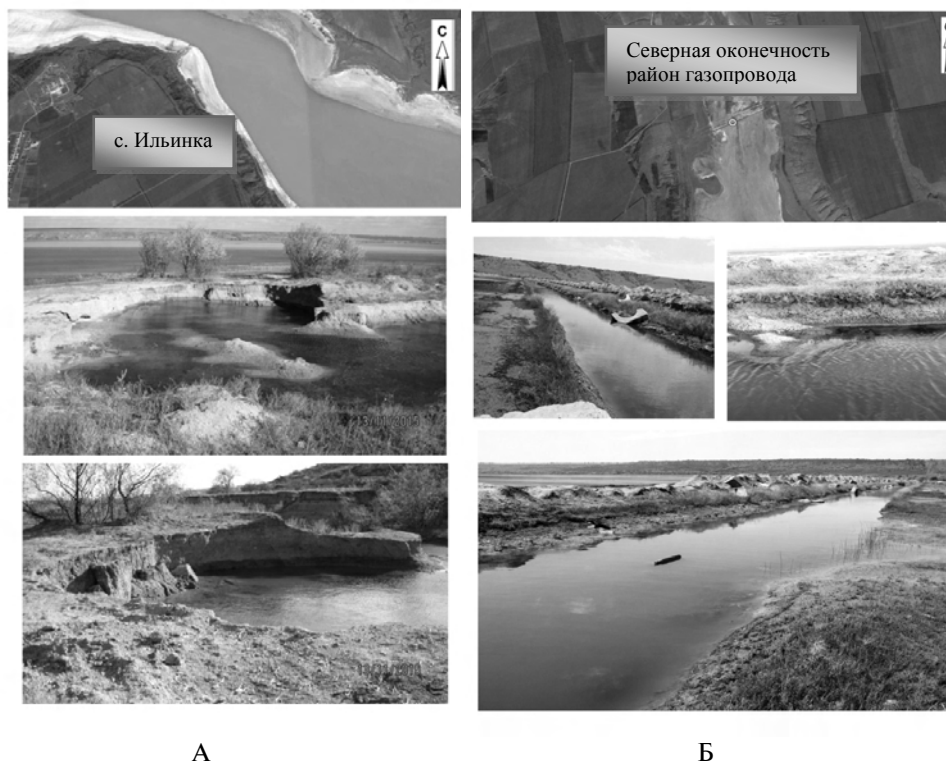 С
с. Ильинка
Северная оконечность
район газопровода
А
Б